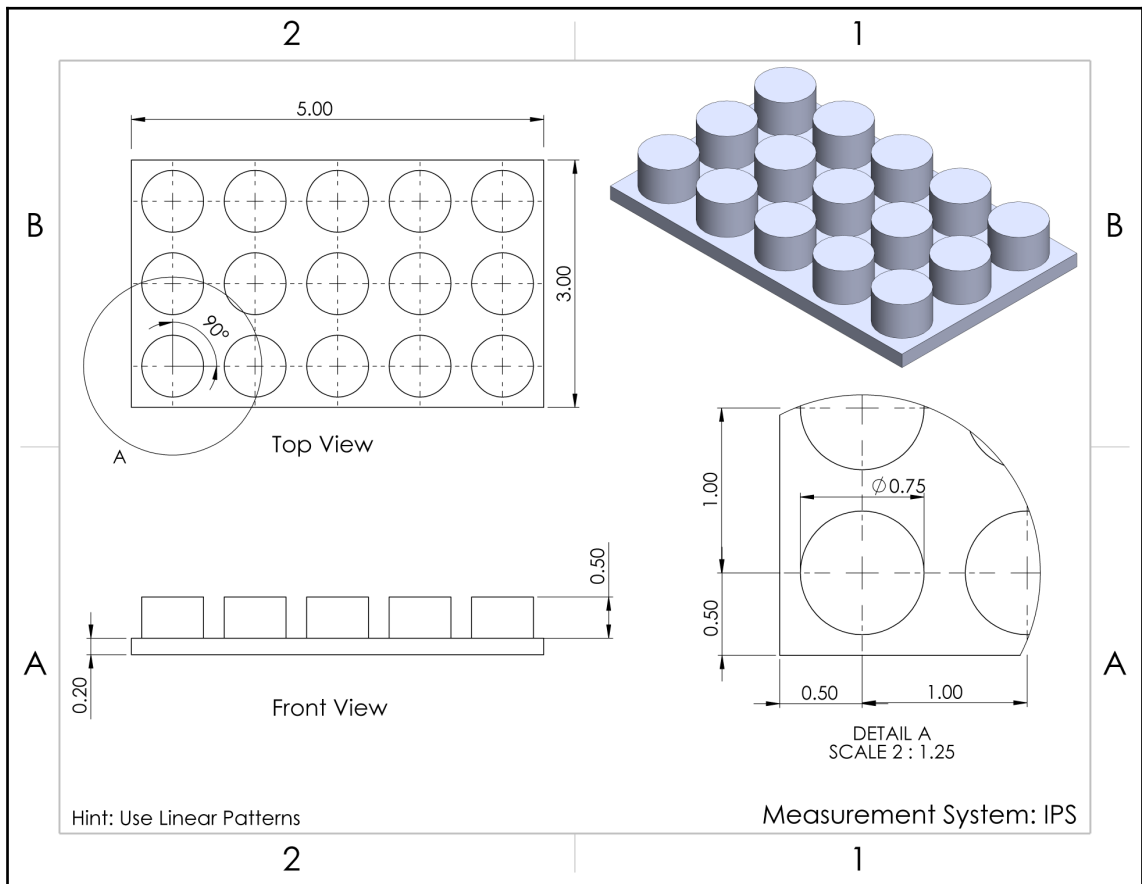 2
1
5.00
B
B
3.00
90°
A
Top View
1.00
∅0.75
0.50
0.50
A
A
0.20
Front View
0.50
1.00
DETAIL A
SCALE 2 : 1.25
Hint: Use Linear Patterns
Measurement System: IPS
2
1